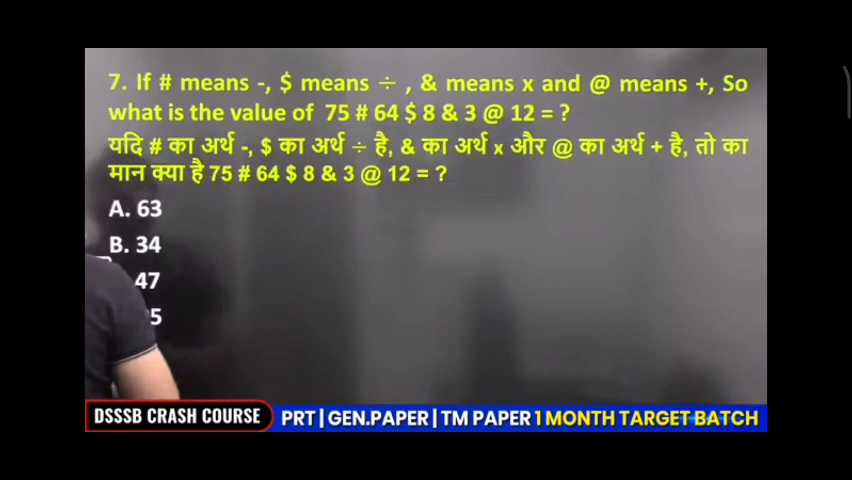 7. If # means -, $ means ÷ , & means x and @ means +, So
what is the value of 75 # 64 $ 8 & 3 @ 12 = ?
यदि # का अर्थ -, $ का अर्थ ÷ है, & का अर्थ x और @ का अर्थ + है, तो का
मान क्या है 75 # 64 $ 8 & 3 @ 12 = ?
A. 63
B. 34
47
5
DSSSB CRASH COURSE PRT | GEN.PAPER | TM PAPER 1 MONTH TARGET BATCH